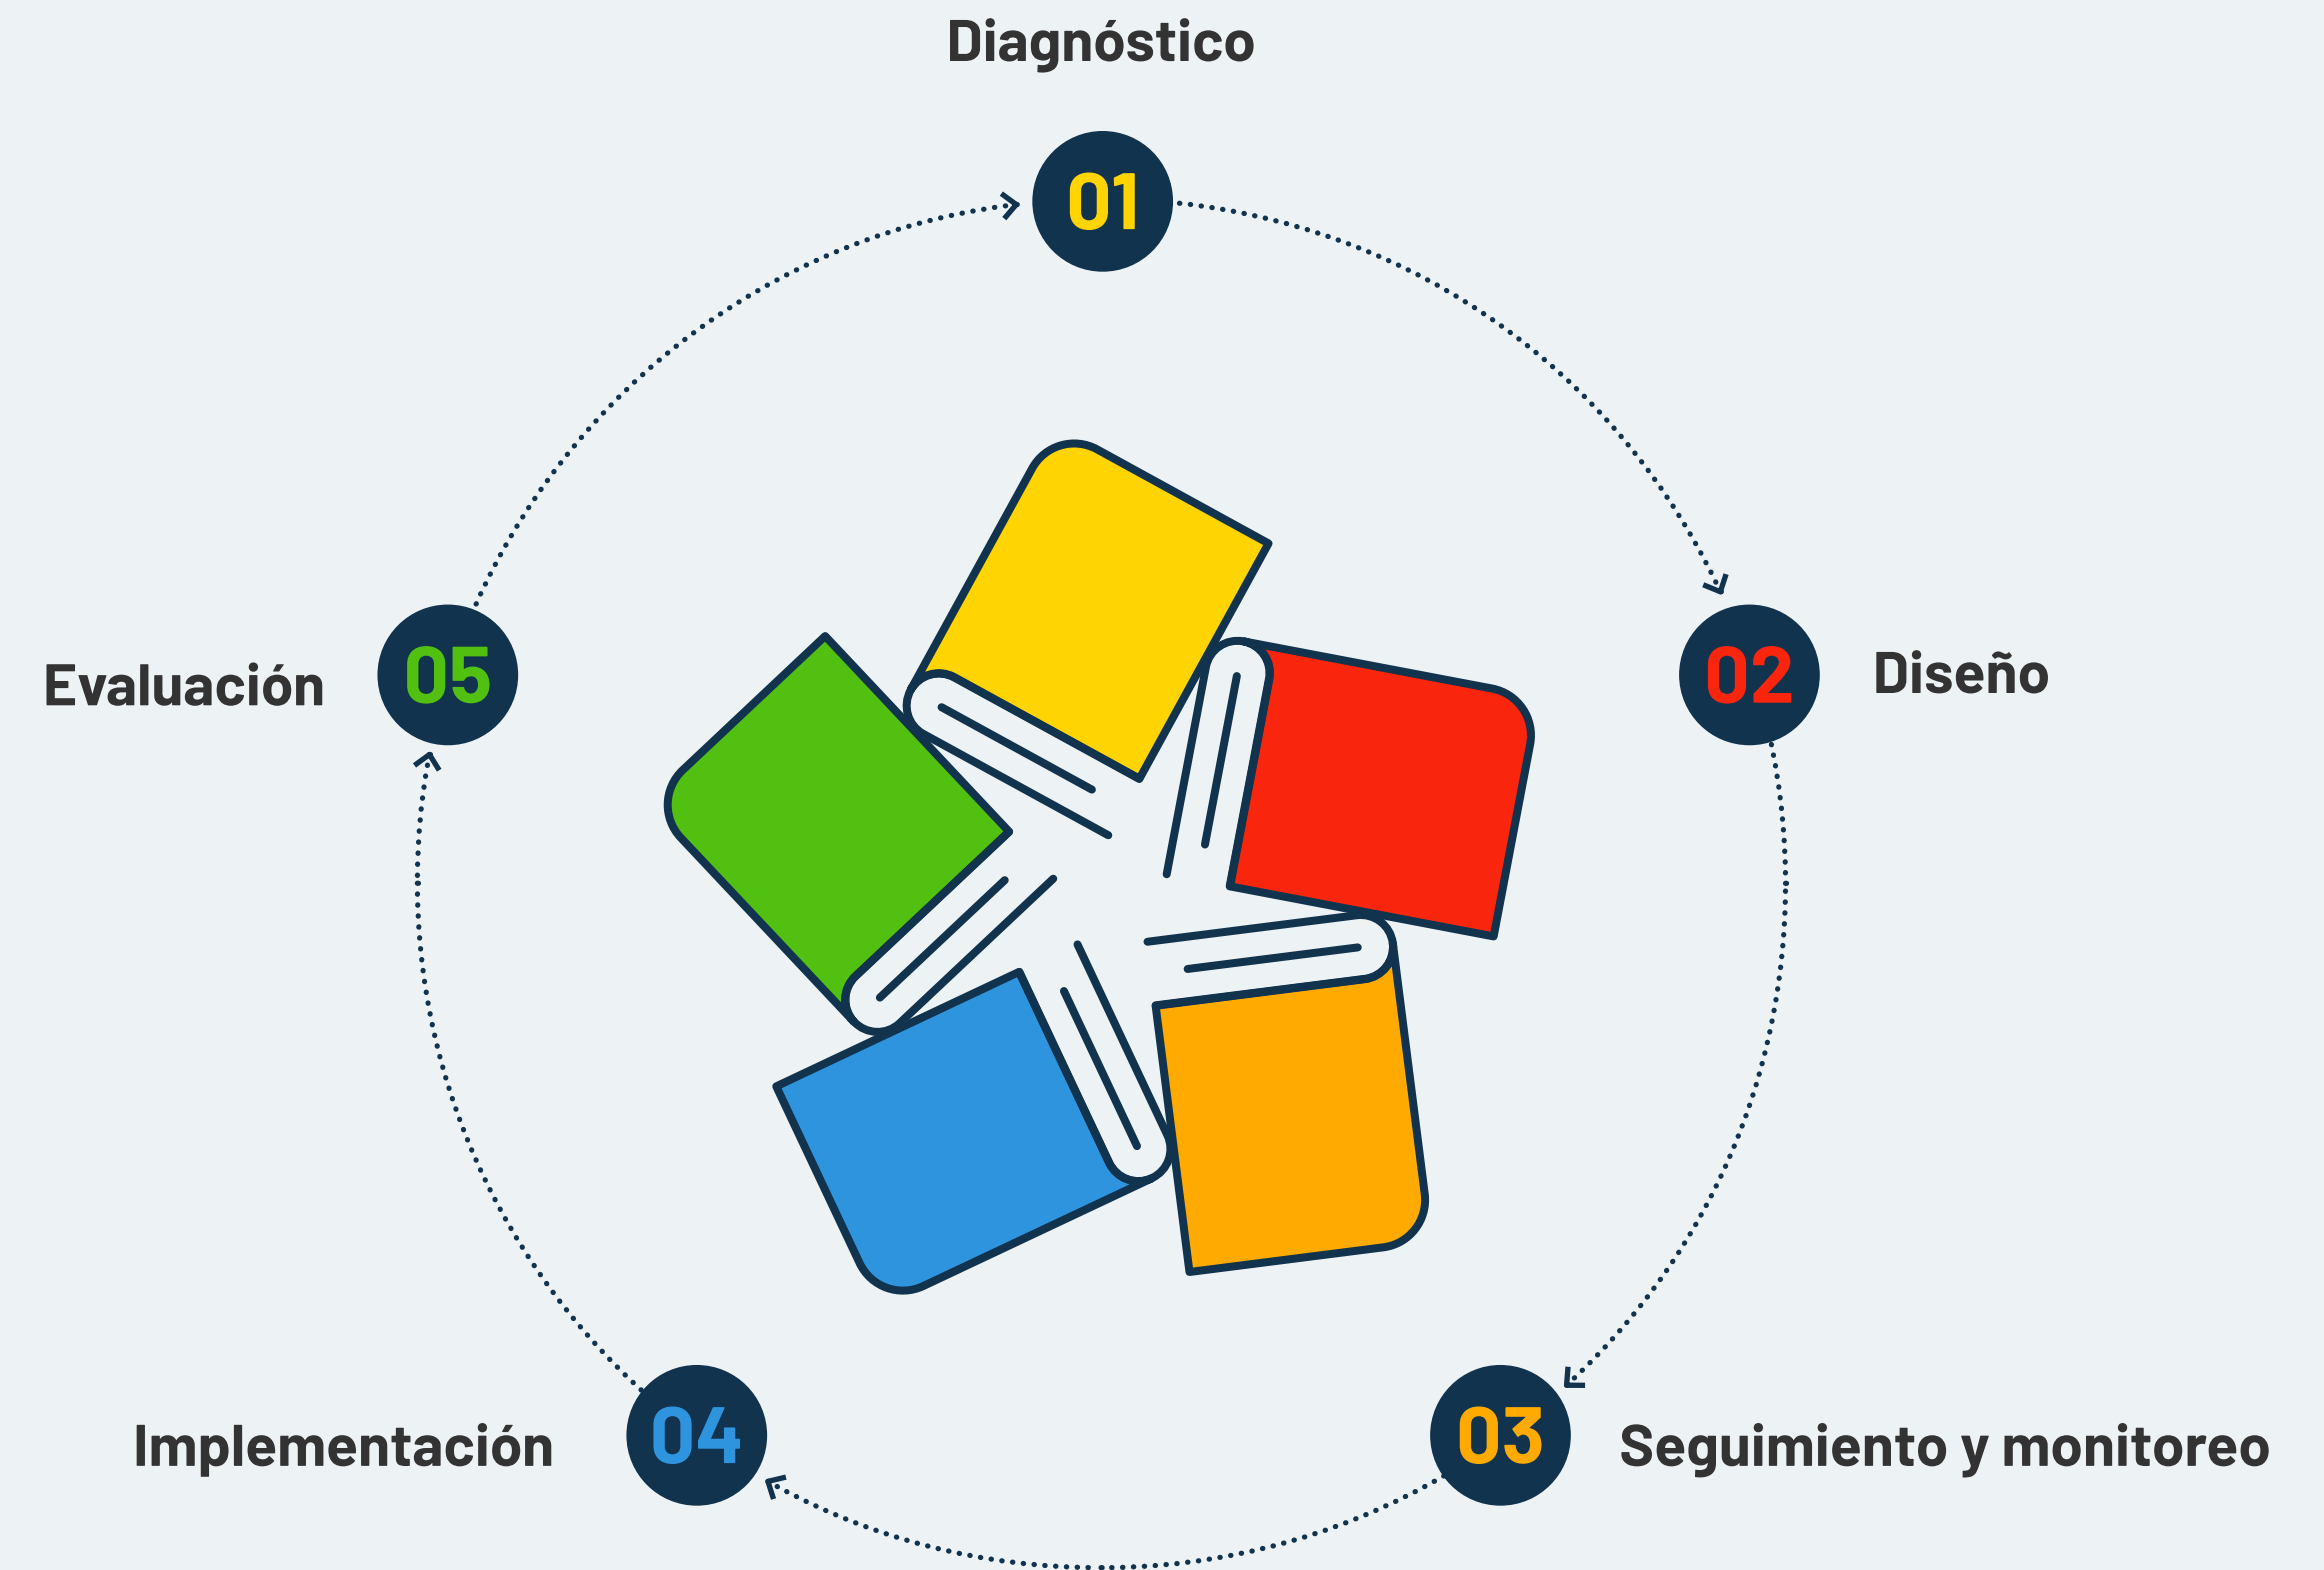 Diagnóstico
01
02
Diseño
03
Seguimiento y monitoreo
04
Implementación
05
Evaluación